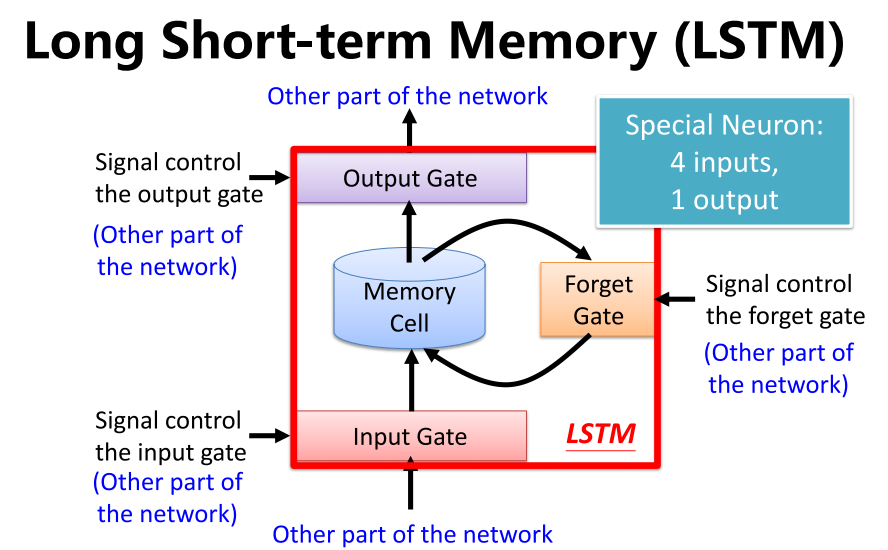 Long Short-term Memory (LSTM)
Other part of the network
Special Neuron:
4 inputs,
1 output
Signal control
the output gate
(Other part of
the network)
Output Gate
Memory
Cell
Forget
Gate
Signal control
the forget gate
(Other part of
the network)
Signal control
the input gate
(Other part of
the network)
Input Gate
LSTM
Other part of the network